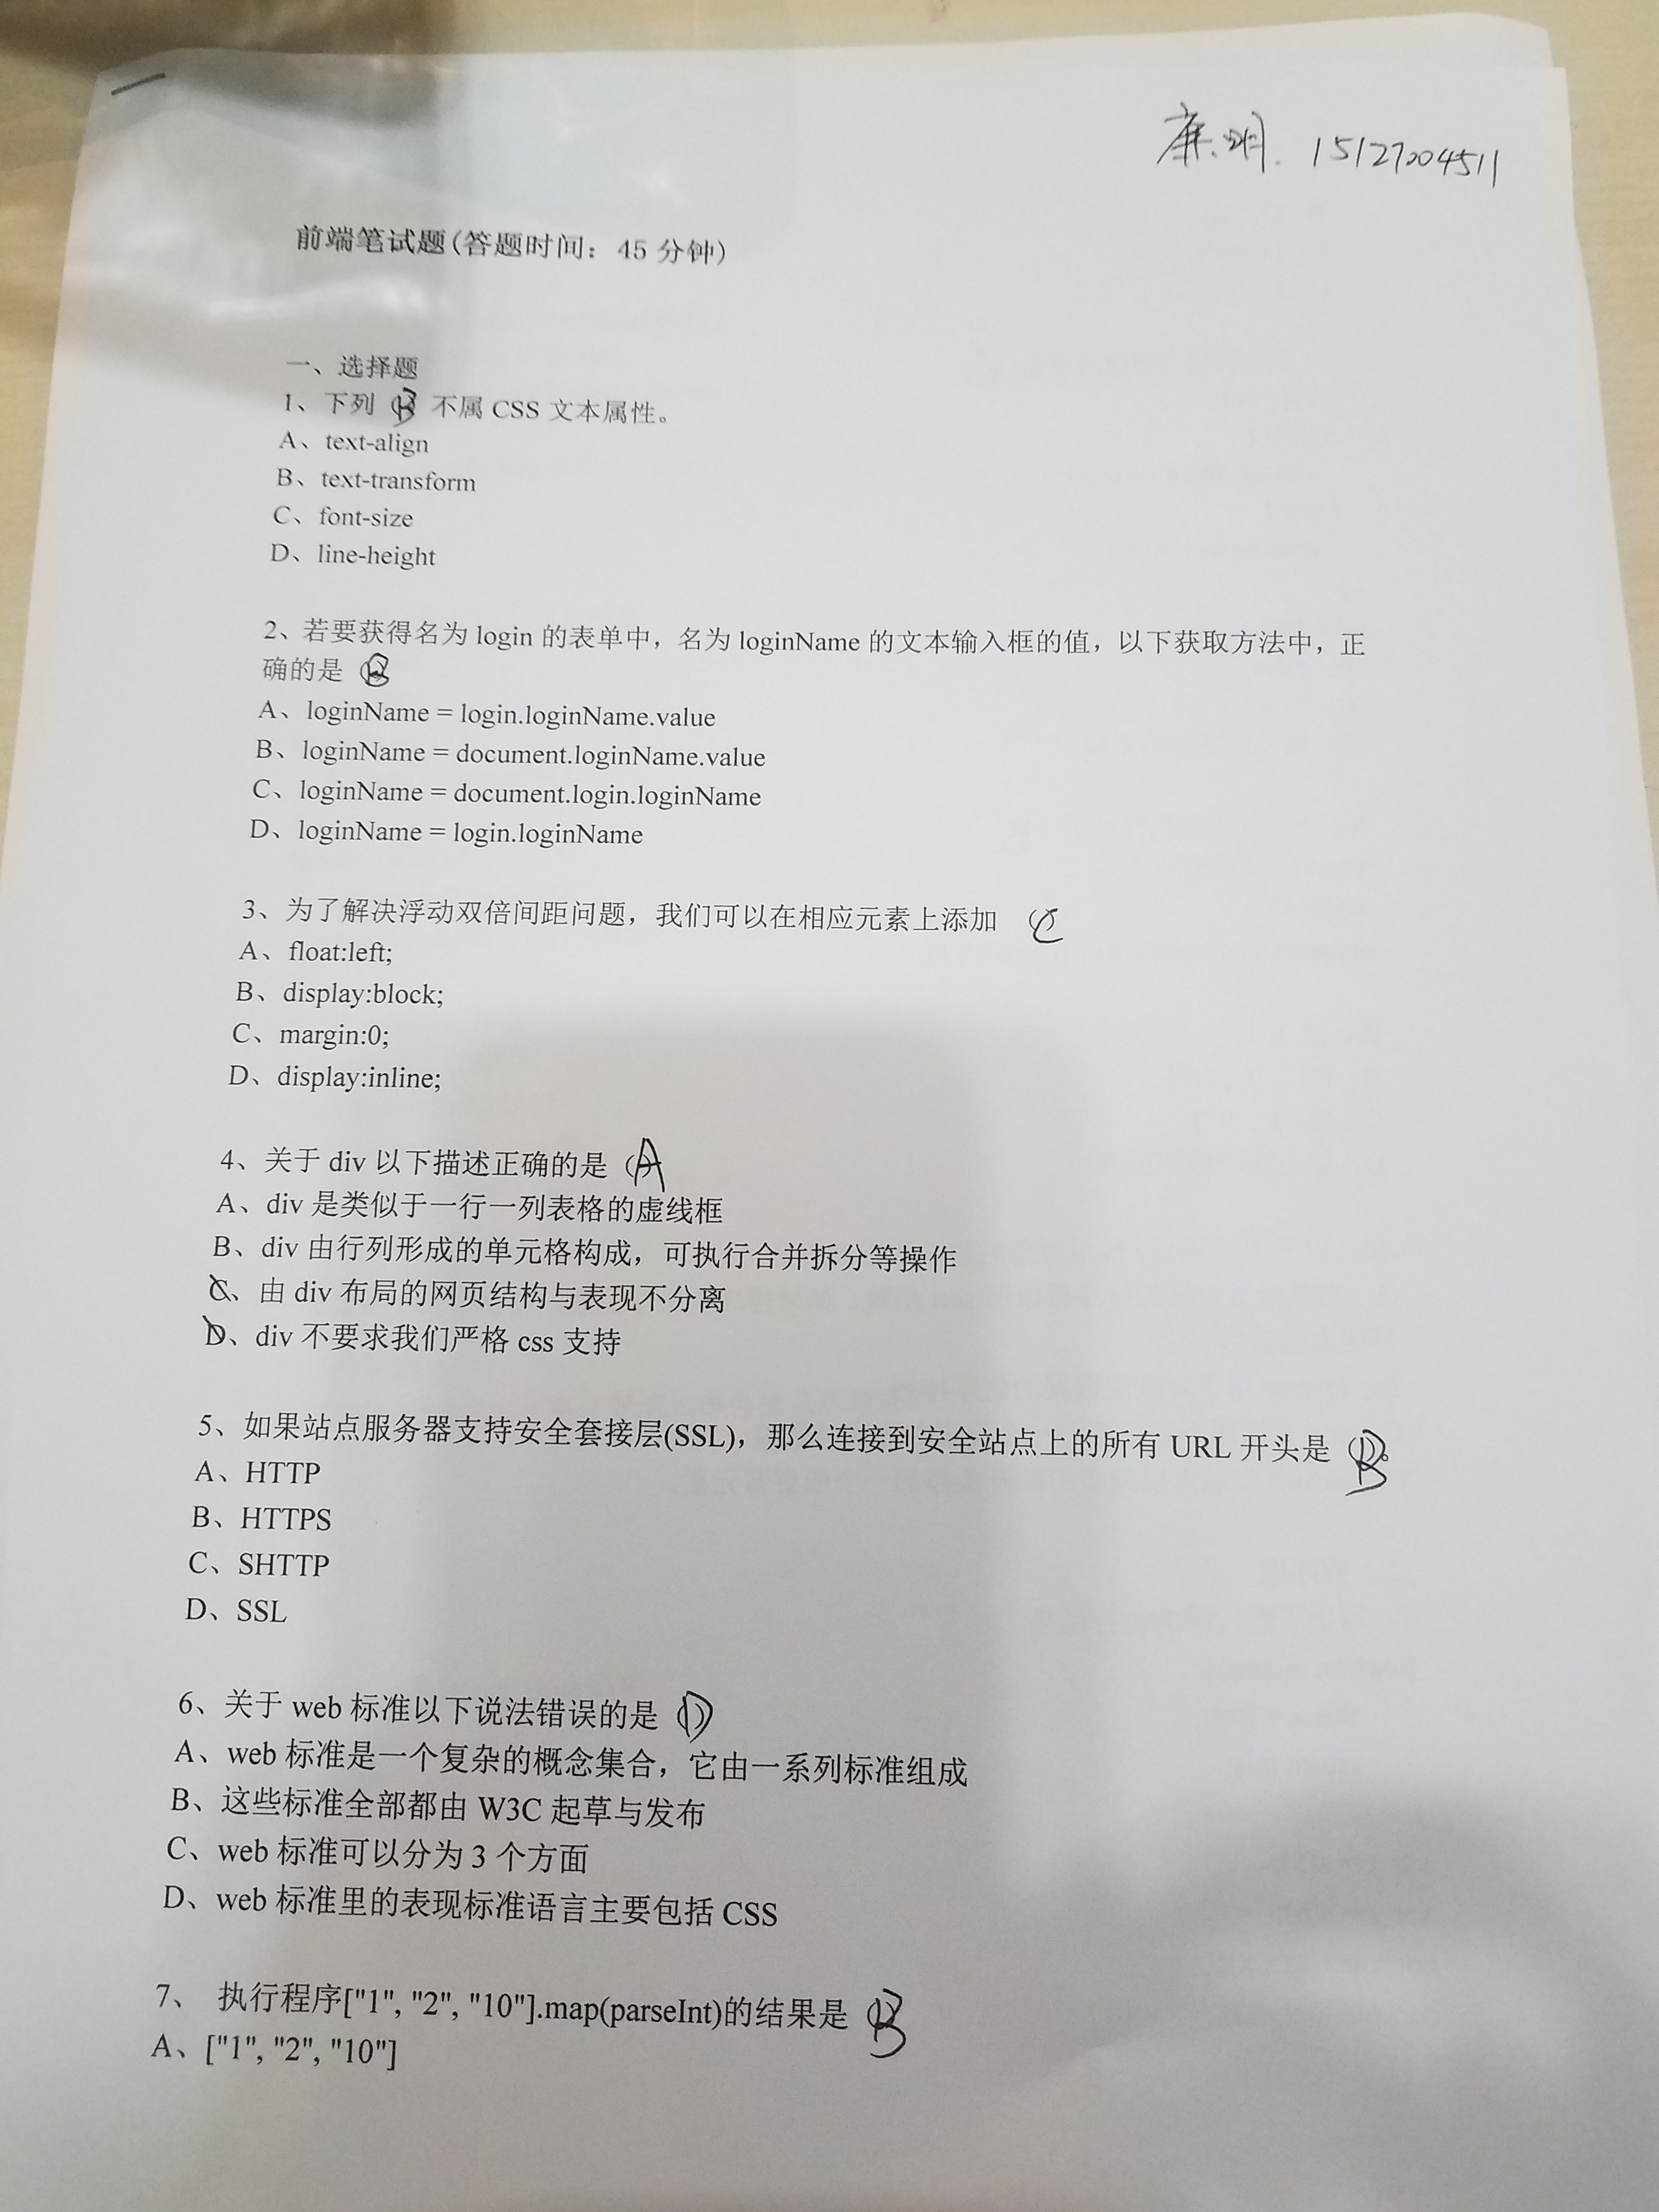 康明. 15127004511
前端笔试题(答题时间：45 分钟)
一、选择题
1、下列（B）不属 CSS 文本属性。
A、text-align
B、text-transform
C、font-size
D、line-height
2、若要获得名为 login 的表单中，名为 loginName 的文本输入框的值，以下获取方法中，正
确的是（B）
A、loginName = login.loginName.value
B、loginName = document.loginName.value
C、loginName = document.login.loginName
D、loginName = login.loginName
3、为了解决浮动双倍间距问题，我们可以在相应元素上添加（C）
A、float:left;
B、display:block;
C、margin:0;
D、display:inline;
4、关于 div 以下描述正确的是（A）
A、div 是类似于一行一列表格的虚线框
B、div 由行列形成的单元格构成，可执行合并拆分等操作
C、由 div 布局的网页结构与表现不分离
D、div 不要求我们严格 css 支持
5、如果站点服务器支持安全套接层(SSL)，那么连接到安全站点上的所有 URL 开头是（B）。
A、HTTP
B、HTTPS
C、SHTTP
D、SSL
6、关于 web 标准以下说法错误的是（D）
A、web 标准是一个复杂的概念集合，它由一系列标准组成
B、这些标准全部都由 W3C 起草与发布
C、web 标准可以分为 3 个方面
D、web 标准里的表现标准语言主要包括 CSS
7、 执行程序["1", "2", "10"].map(parseInt)的结果是（B）
A、["1", "2", "10"]